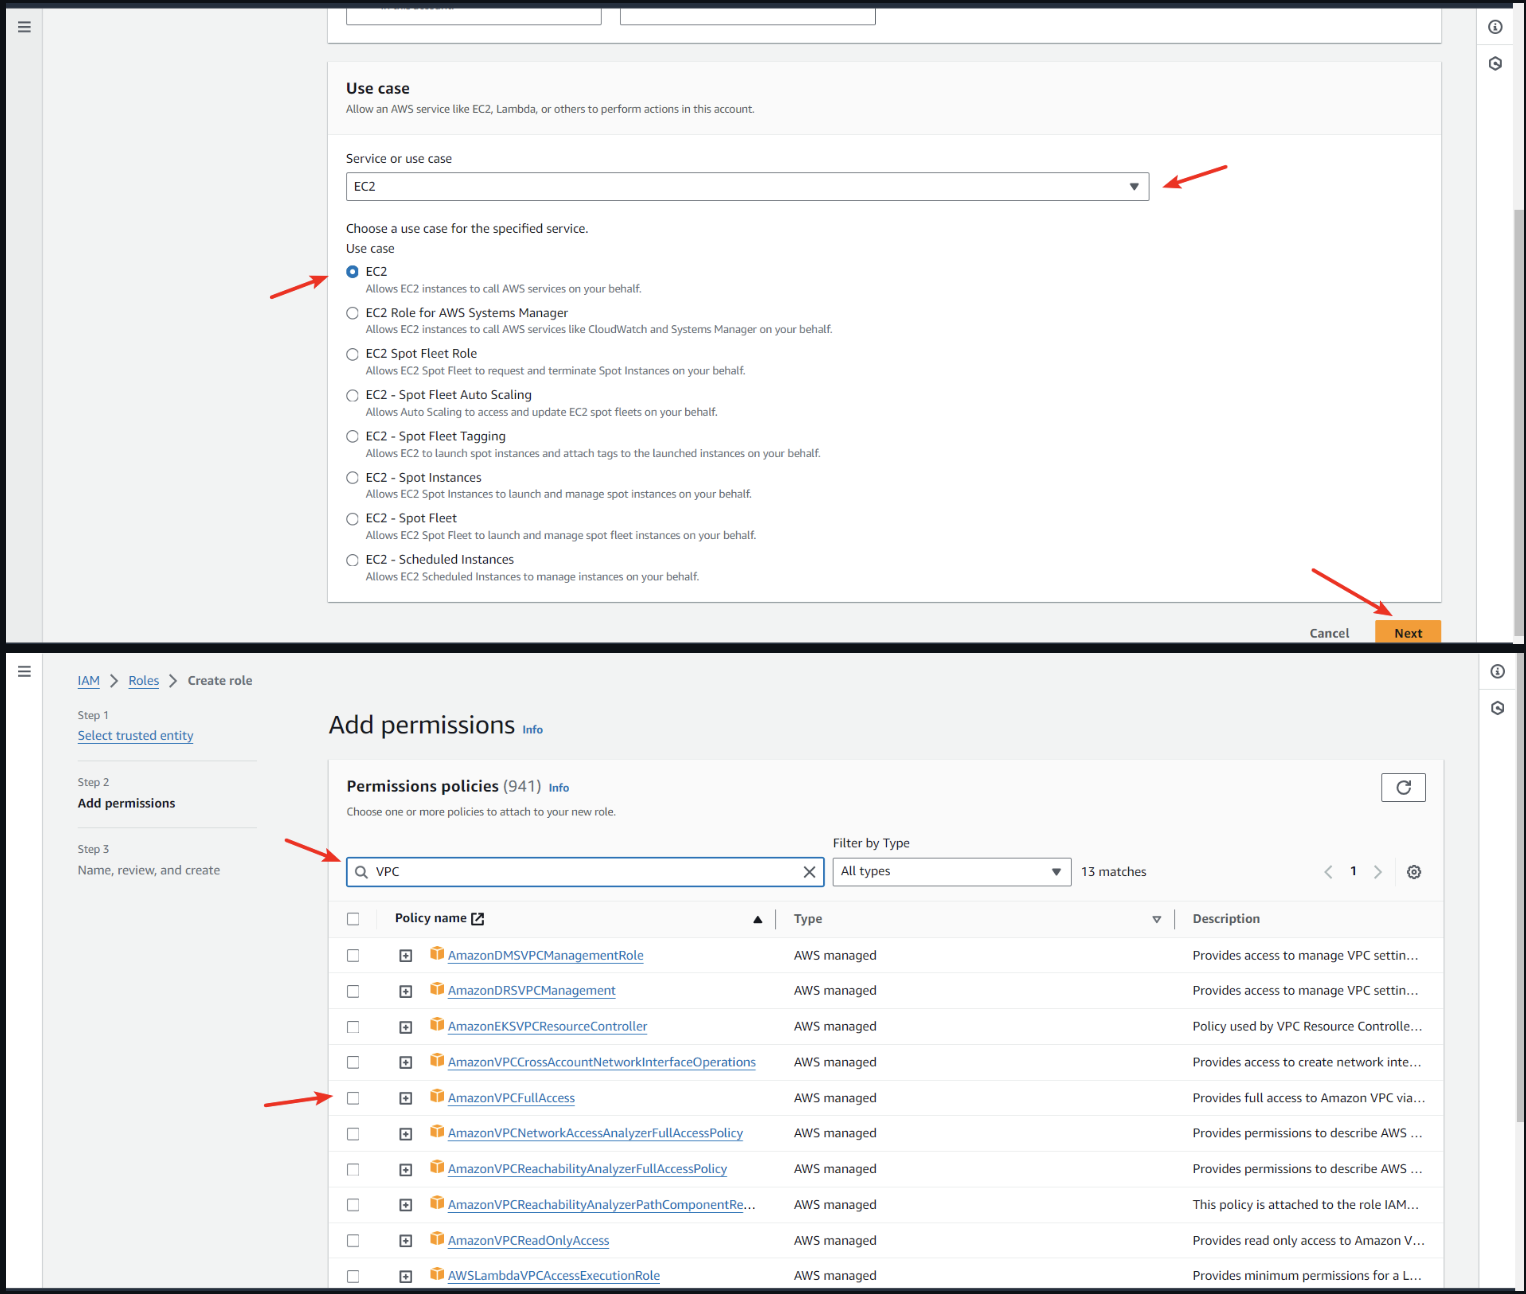 Use case
Allow an AWS service like EC2, Lambda, or others to perform actions in this account.
Service or use case
EC2
Choose a use case for the specified service.
Use case
EC2
Allows EC2 instances to call AWS services on your behalf.
EC2 Role for AWS Systems Manager
Allows EC2 instances to call AWS services like CloudWatch and Systems Manager on your behalf.
EC2 Spot Fleet Role
Allows EC2 Spot Fleet to request and terminate Spot Instances on your behalf.
EC2 - Spot Fleet Auto Scaling
Allows Auto Scaling to access and update EC2 spot fleets on your behalf.
EC2 - Spot Fleet Tagging
Allows EC2 to launch spot instances and attach tags to the launched instances on your behalf.
EC2 - Spot Instances
Allows EC2 Spot Instances to launch and manage spot instances on your behalf.
EC2 - Spot Fleet
Allows EC2 Spot Fleet to launch and manage spot fleet instances on your behalf.
EC2 - Scheduled Instances
Allows EC2 Scheduled Instances to manage instances on your behalf.
Cancel Next
IAM Roles Create role
Step 1
Select trusted entity
Step 2
Add permissions
Step 3
Name, review, and create
Add permissions Info
Permissions policies (941) Info
Choose one or more policies to attach to your new role.
Filter by Type
VPC All types 13 matches 1
Policy name Type Description
AmazonDMSVPCManagementRole AWS managed Provides access to manage VPC settin...
AmazonDRSVPCManagement AWS managed Provides access to manage VPC settin...
AmazonEKSVPCResourceController AWS managed Policy used by VPC Resource Controlle...
AmazonVPCCrossAccountNetworkInterfaceOperations AWS managed Provides access to create network inte...
AmazonVPCFullAccess AWS managed Provides full access to Amazon VPC via...
AmazonVPCNetworkAccessAnalyzerFullAccessPolicy AWS managed Provides permissions to describe AWS ...
AmazonVPCReachabilityAnalyzerFullAccessPolicy AWS managed Provides permissions to describe AWS ...
AmazonVPCReachabilityAnalyzerPathComponentRe... AWS managed This policy is attached to the role IAM...
AmazonVPCReadOnlyAccess AWS managed Provides read only access to Amazon V...
AWSLambdaVPCAccessExecutionRole AWS managed Provides minimum permissions for a L...